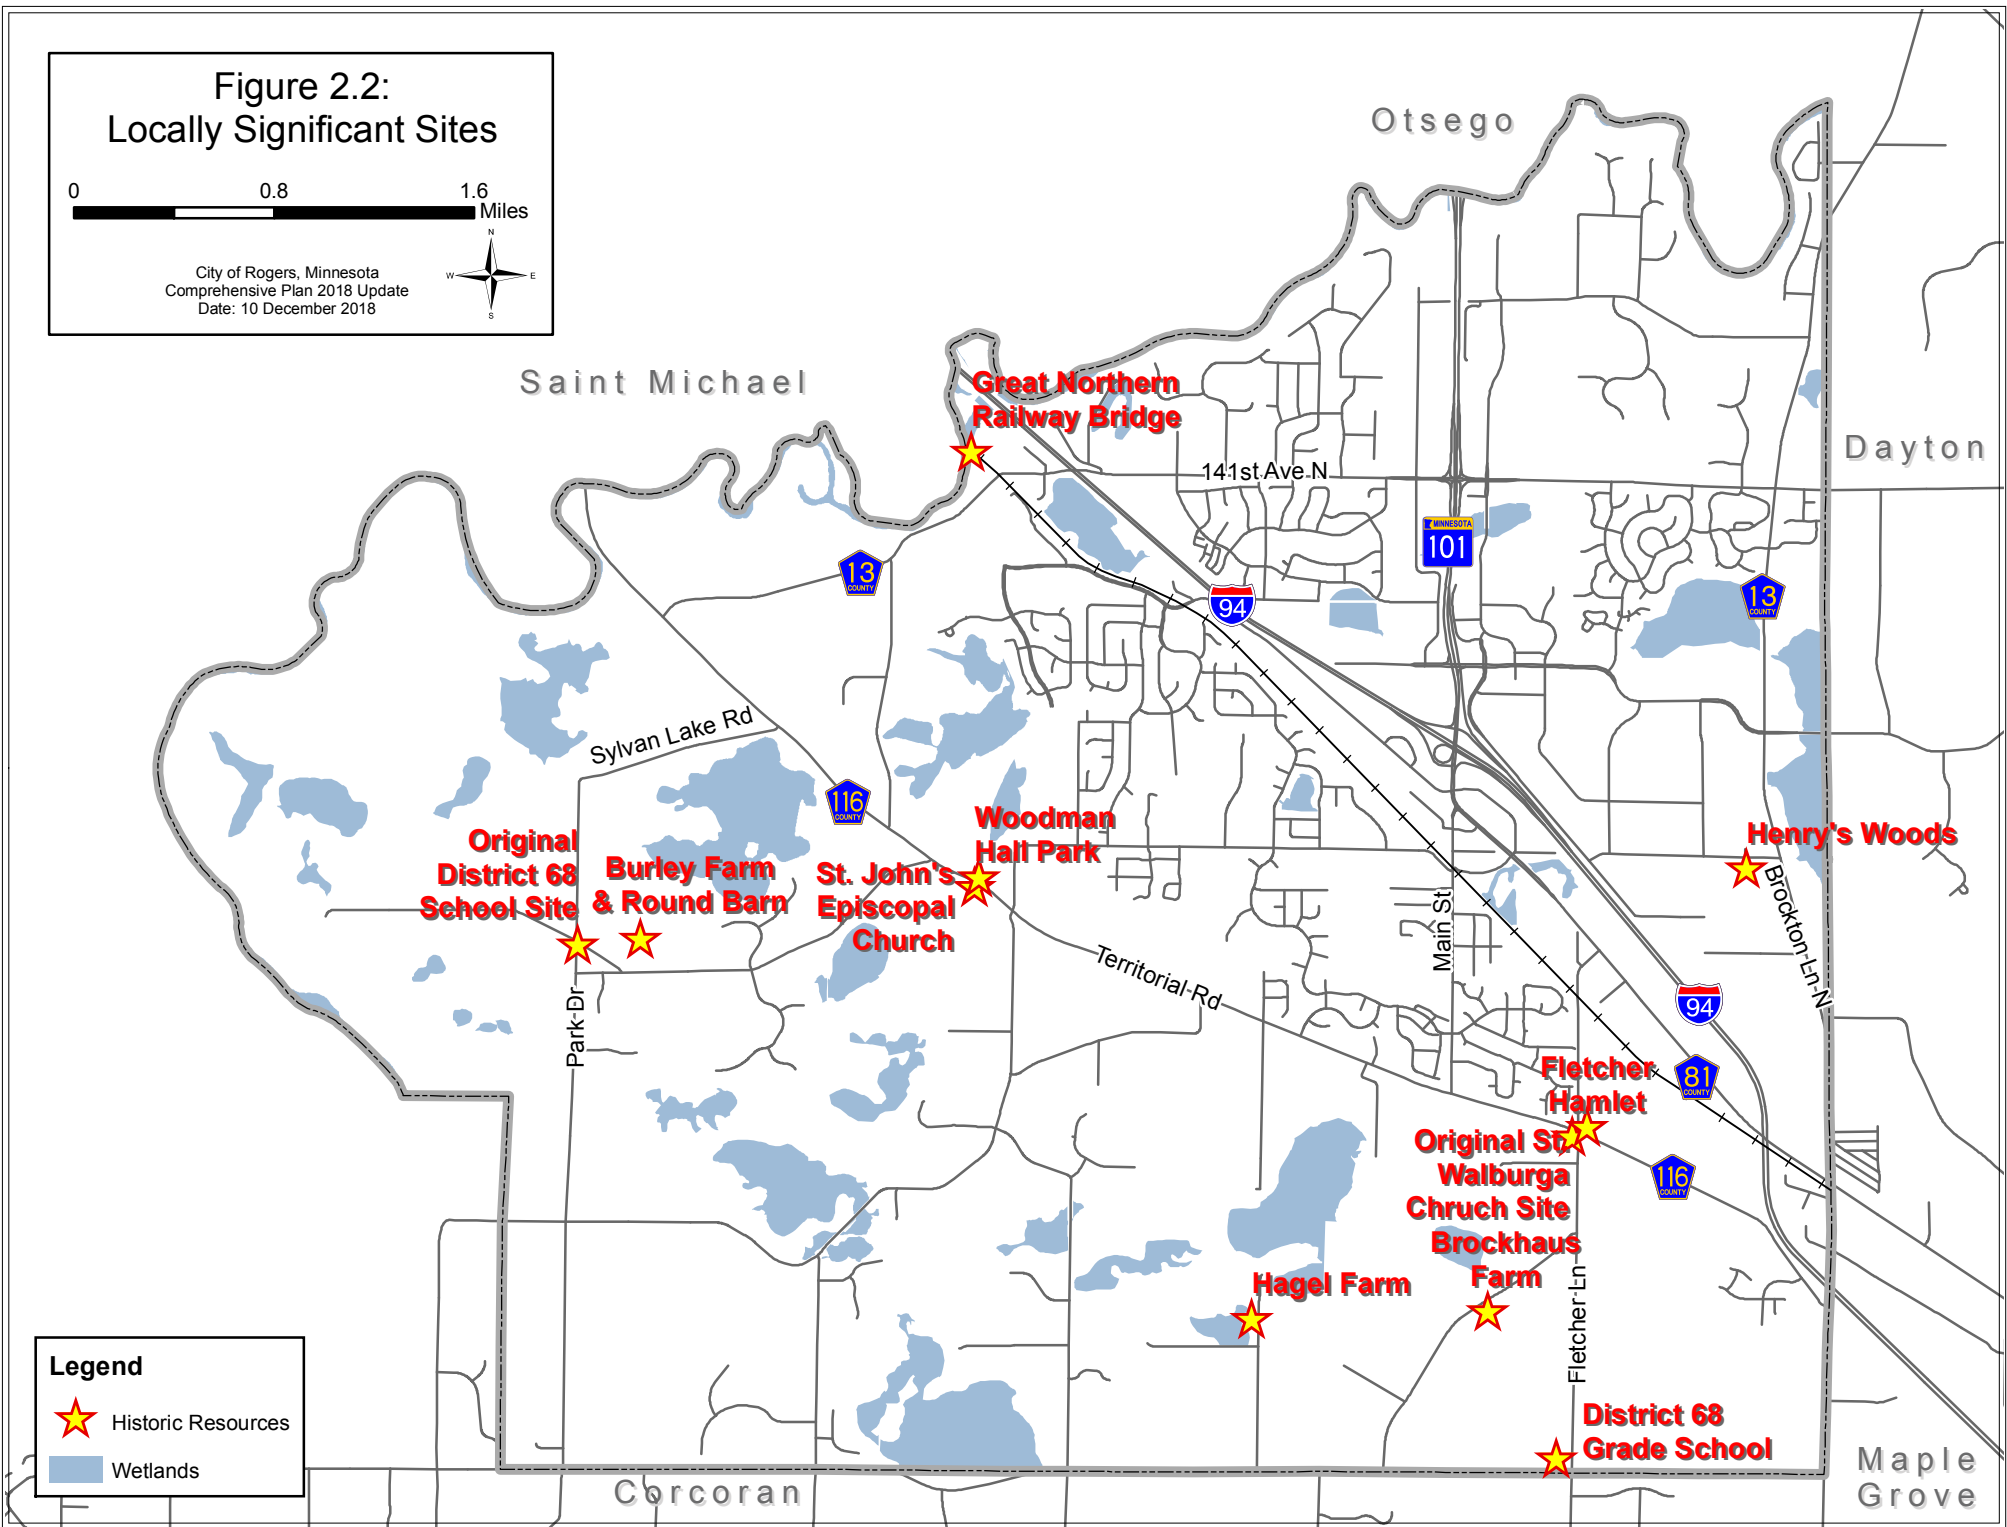 Figure 2.2:
Locally Significant Sites
0 0.8 1.6
Miles
City of Rogers, Minnesota
Comprehensive Plan 2018 Update
Date: 10 December 2018
N
W E
S
Otsego
Saint Michael
Dayton
Great Northern
Railway Bridge
141st Ave N
MINNESOTA
101
13
COUNTY
94
13
COUNTY
Sylvan Lake Rd
116
COUNTY
Woodman
Hall Park
Henry's Woods
Original
District 68
School Site
Burley Farm
& Round Barn
St. John's
Episcopal
Church
Main St
Brockton Ln N
Territorial Rd
Park Dr
94
81
COUNTY
Fletcher
Hamlet
Original St.
Walburga
Chruch Site
116
COUNTY
Brockhaus
Farm
Hagel Farm
Fletcher Ln
District 68
Grade School
Legend
Historic Resources
Wetlands
Corcoran
Maple
Grove